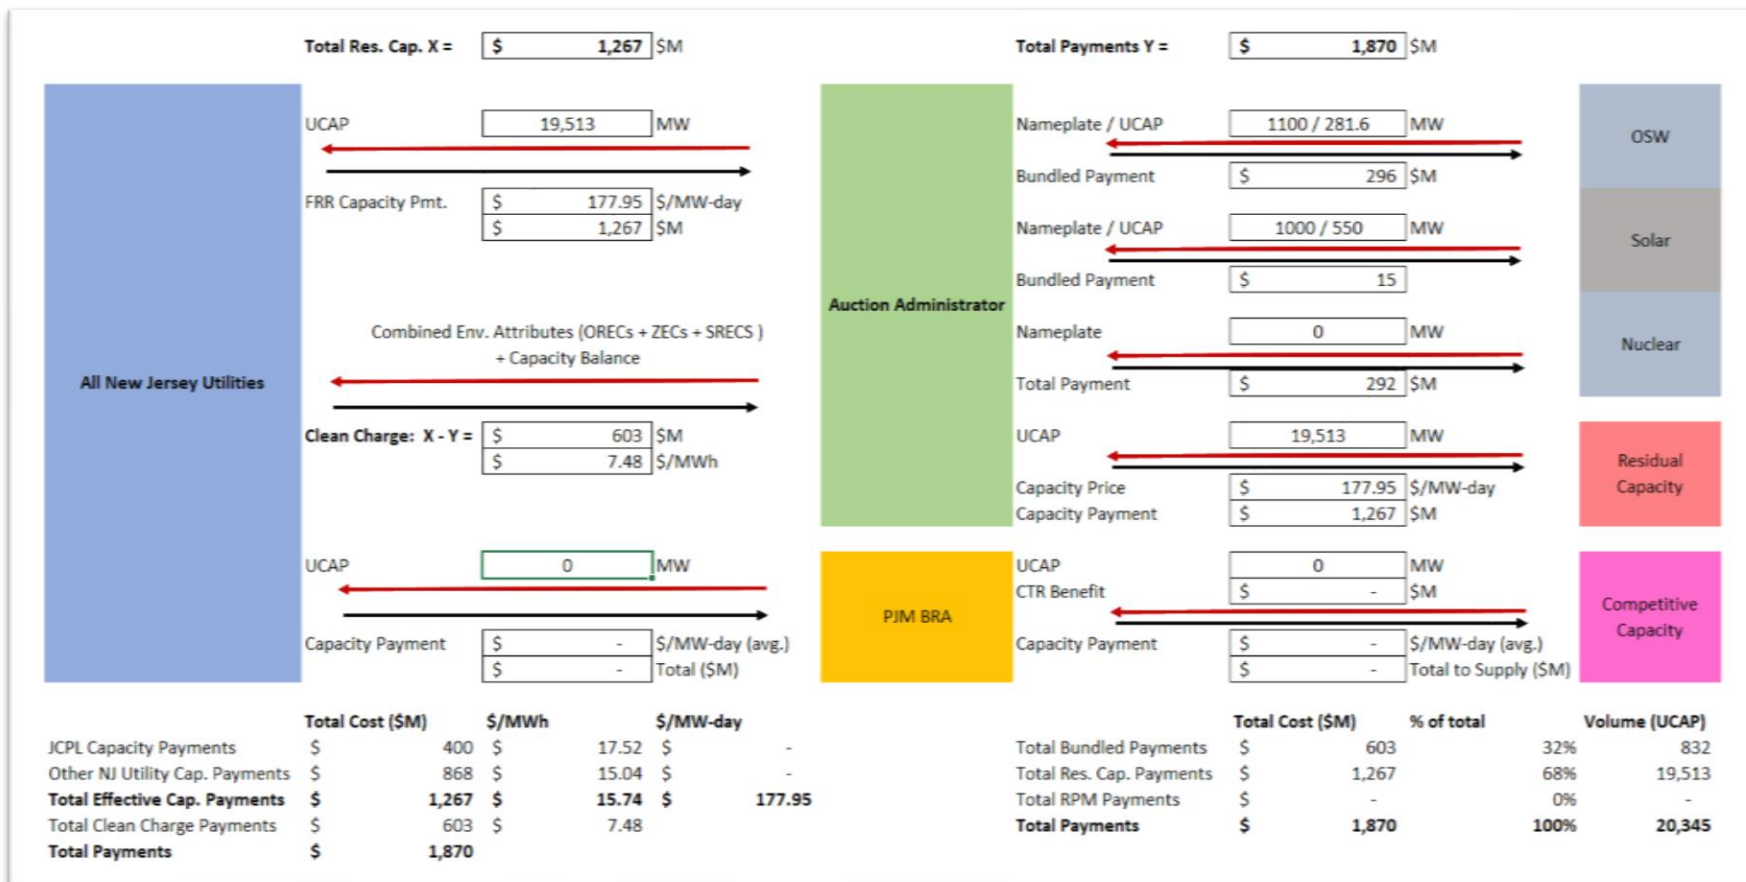 Total Res. Cap. X = $ 1,267 $M
Total Payments Y = $ 1,870 $M
All New Jersey Utilities
UCAP 19,513 MW
FRR Capacity Pmt. $ 177.95 $/MW-day
$ 1,267 $M
Combined Env. Attributes (ORECs + ZECs + SRECS )
+ Capacity Balance
Clean Charge: X - Y = $ 603 $M
$ 7.48 $/MWh
UCAP 0 MW
Capacity Payment $ - $/MW-day (avg.)
$ - Total ($M)
Auction Administrator
PJM BRA
Nameplate / UCAP 1100 / 281.6 MW
Bundled Payment $ 296 $M
OSW
Nameplate / UCAP 1000 / 550 MW
Bundled Payment $ 15
Solar
Nameplate 0 MW
Total Payment $ 292 $M
Nuclear
UCAP 19,513 MW
Capacity Price $ 177.95 $/MW-day
Capacity Payment $ 1,267 $M
Residual
Capacity
UCAP 0 MW
CTR Benefit $ - $M
Capacity Payment $ - $/MW-day (avg.)
$ - Total to Supply ($M)
Competitive
Capacity
Total Cost ($M) $/MWh $/MW-day
JCPL Capacity Payments $ 400 $ 17.52 $ -
Other NJ Utility Cap. Payments $ 868 $ 15.04 $ -
Total Effective Cap. Payments $ 1,267 $ 15.74 $ 177.95
Total Clean Charge Payments $ 603 $ 7.48
Total Payments $ 1,870
Total Cost ($M) % of total Volume (UCAP)
Total Bundled Payments $ 603 32% 832
Total Res. Cap. Payments $ 1,267 68% 19,513
Total RPM Payments $ - 0% -
Total Payments $ 1,870 100% 20,345